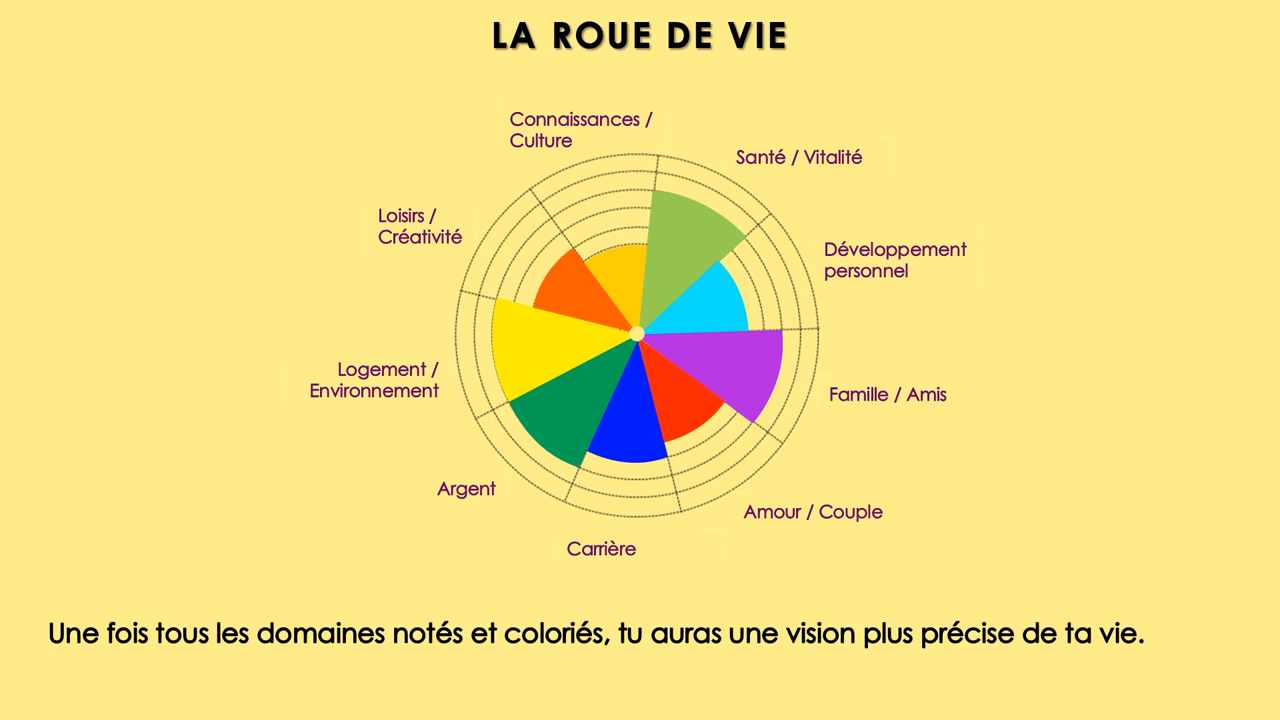 LA ROUE DE VIE
Connaissances /
Culture
Santé / Vitalité
Loisirs /
Créativité
Développement
personnel
Logement /
Environnement
Famille / Amis
Argent
Amour / Couple
Carrière
Une fois tous les domaines notés et coloriés, tu auras une vision plus précise de ta vie.